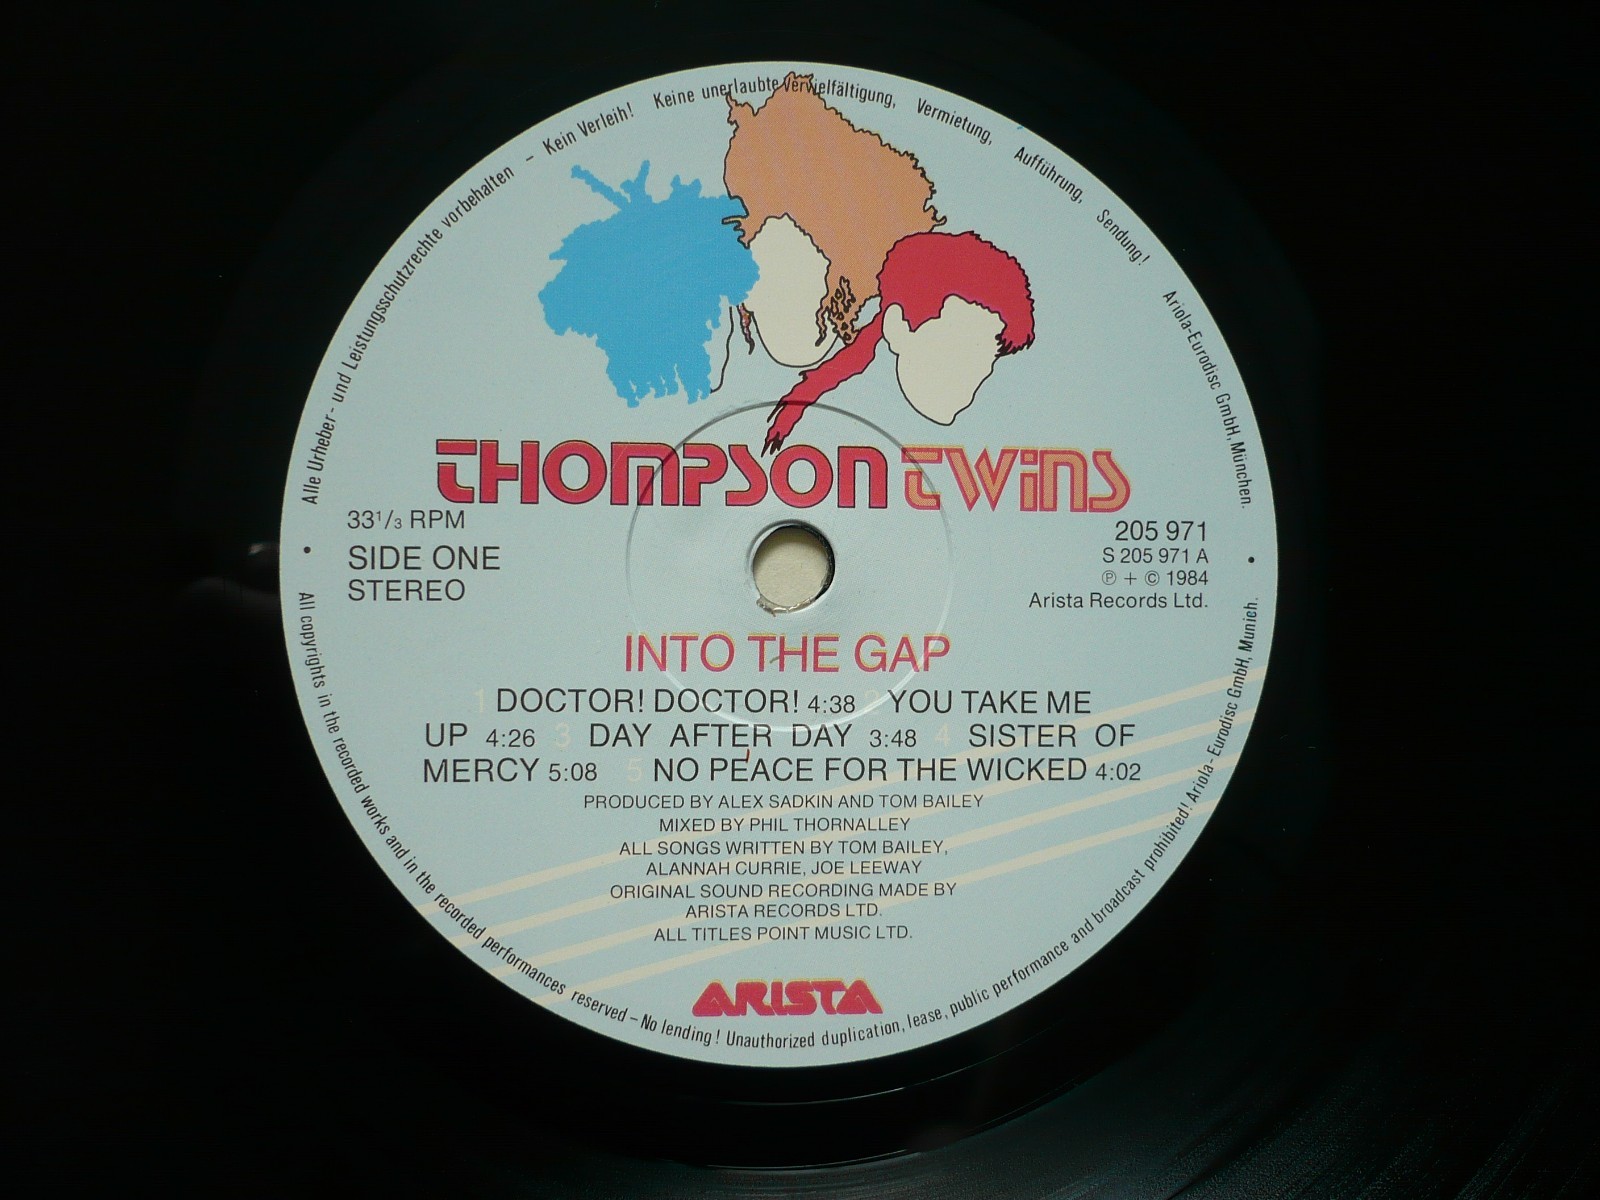 Alle Urheber- und Leistungsschutzrechte vorbehalten – Kein Verleih! Keine unerlaubte Vervielfältigung, Vermietung, Aufführung, Sendung! Ariola-Eurodisc GmbH, München.
THOMPSON TWINS
33 1/3 RPM
SIDE ONE
STEREO
205 971
S 205 971 A
℗ + © 1984
Arista Records Ltd.
INTO THE GAP
1 DOCTOR! DOCTOR! 4:38 2 YOU TAKE ME
UP 4:26 3 DAY AFTER DAY 3:48 4 SISTER OF
MERCY 5:08 5 NO PEACE FOR THE WICKED 4:02
PRODUCED BY ALEX SADKIN AND TOM BAILEY
MIXED BY PHIL THORNALLEY
ALL SONGS WRITTEN BY TOM BAILEY,
ALANNAH CURRIE, JOE LEEWAY
ORIGINAL SOUND RECORDING MADE BY
ARISTA RECORDS LTD.
ALL TITLES POINT MUSIC LTD.
ARISTA
All copyrights in the recorded works and in the recorded performances reserved – No lending! Unauthorized duplication, lease, public performance and broadcast prohibited! Ariola-Eurodisc GmbH, Munich.